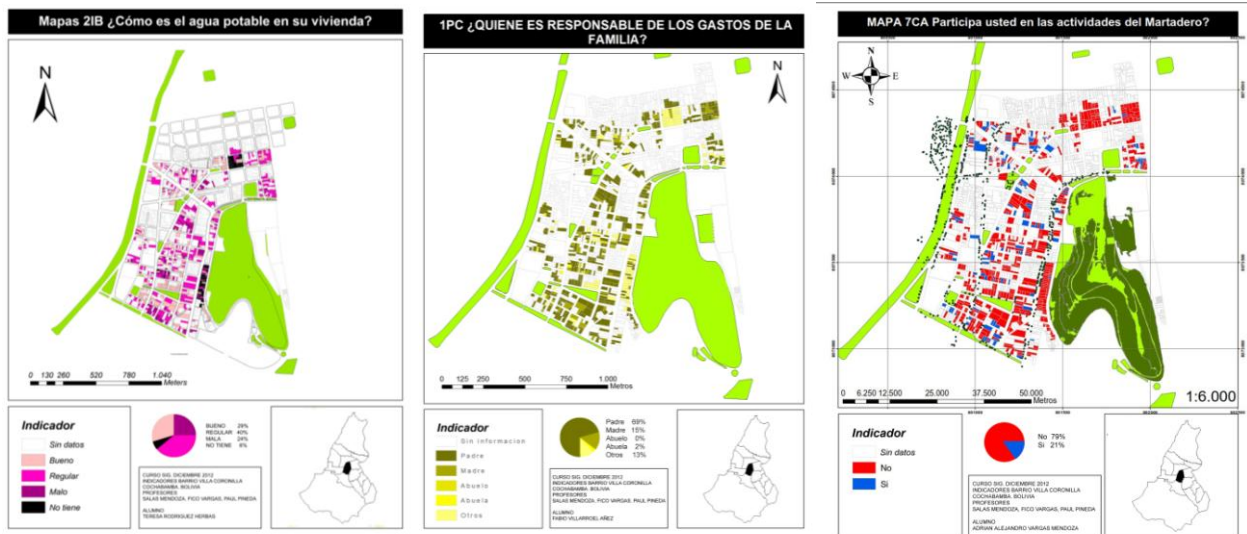 Mapas 2IB ¿Cómo es el agua potable en su vivienda?
N
0 130 260 520 780 1.040
Meters
Indicador
Sin datos
Bueno
Regular
Malo
No tiene
BUENO 29%
REGULAR 40%
MALA 24%
NO TIENE 6%
CURSO SIG. DICIEMBRE 2012
INDICADORES BARRIO VILLA CORONILLA
COCHABAMBA, BOLIVIA
PROFESORES
SALAS MENDOZA, FICO VARGAS, PAUL PINEDA
ALUMNO
TERESA RODRIGUEZ HERBAS
1PC ¿QUIENE ES RESPONSABLE DE LOS GASTOS DE LA
FAMILIA?
N
0 125 250 500 750 1.000
Metros
Indicador
Sin informacion
Padre
Madre
Abuelo
Abuela
Otros
Padre 69%
Madre 15%
Abuelo 0%
Abuela 2%
Otros 13%
CURSO SIG. DICIEMBRE 2012
INDICADORES BARRIO VILLA CORONILLA
COCHABAMBA, BOLIVIA
PROFESORES
SALAS MENDOZA, FICO VARGAS, PAUL PINEDA
ALUMNO
FABIO VILLARROEL AÑEZ
MAPA 7CA Participa usted en las actividades del Martadero?
N
W E
S
0 6.250 12.500 25.000 37.500 50.000
Metros
1:6.000
Indicador
Sin datos
No
Si
No 79%
Si 21%
CURSO SIG. DICIEMBRE 2012
INDICADORES BARRIO VILLA CORONILLA
COCHABAMBA, BOLIVIA
PROFESORES
SALAS MENDOZA, FICO VARGAS, PAUL PINEDA
ALUMNO
ADRIAN ALEJANDRO VARGAS MENDOZA